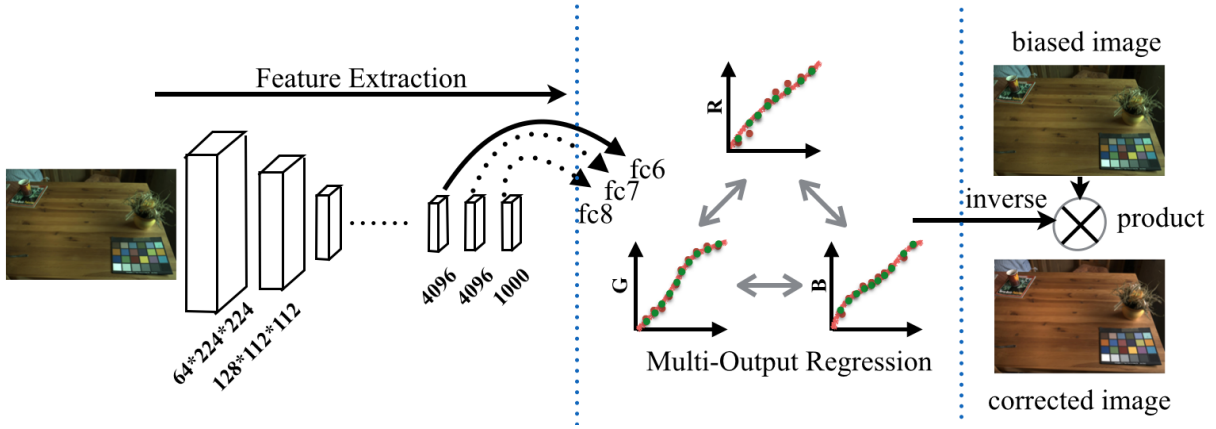 Feature Extraction
64*224*224
128*112*112
4096
4096
1000
fc6
fc7
fc8
R
G
B
Multi-Output Regression
biased image
inverse
product
corrected image